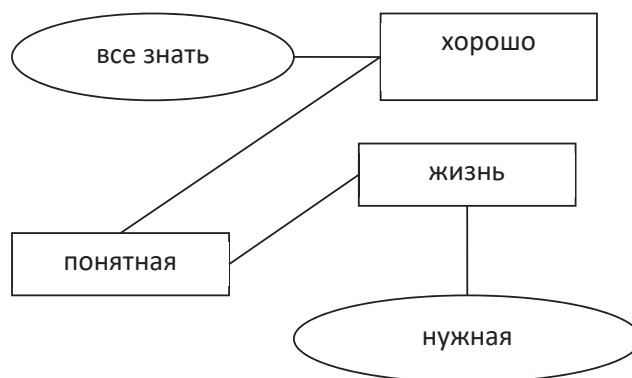 все знать
хорошо
жизнь
понятная
нужная